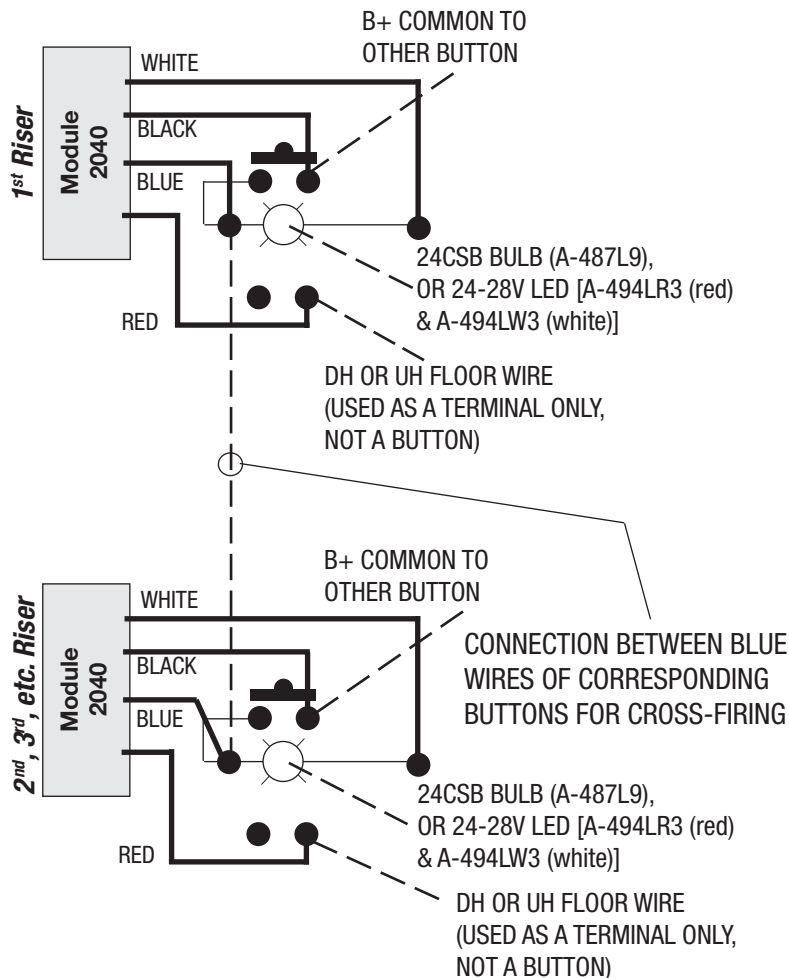 B+ COMMON TO
OTHER BUTTON
WHITE
BLACK
BLUE
RED
1st Riser
Module
2040
24CSB BULB (A-487L9),
OR 24-28V LED [A-494LR3 (red)
& A-494LW3 (white)]
DH OR UH FLOOR WIRE
(USED AS A TERMINAL ONLY,
NOT A BUTTON)
B+ COMMON TO
OTHER BUTTON
WHITE
BLACK
BLUE
RED
2nd, 3rd, etc. Riser
Module
2040
CONNECTION BETWEEN BLUE
WIRES OF CORRESPONDING
BUTTONS FOR CROSS-FIRING
24CSB BULB (A-487L9),
OR 24-28V LED [A-494LR3 (red)
& A-494LW3 (white)]
DH OR UH FLOOR WIRE
(USED AS A TERMINAL ONLY,
NOT A BUTTON)